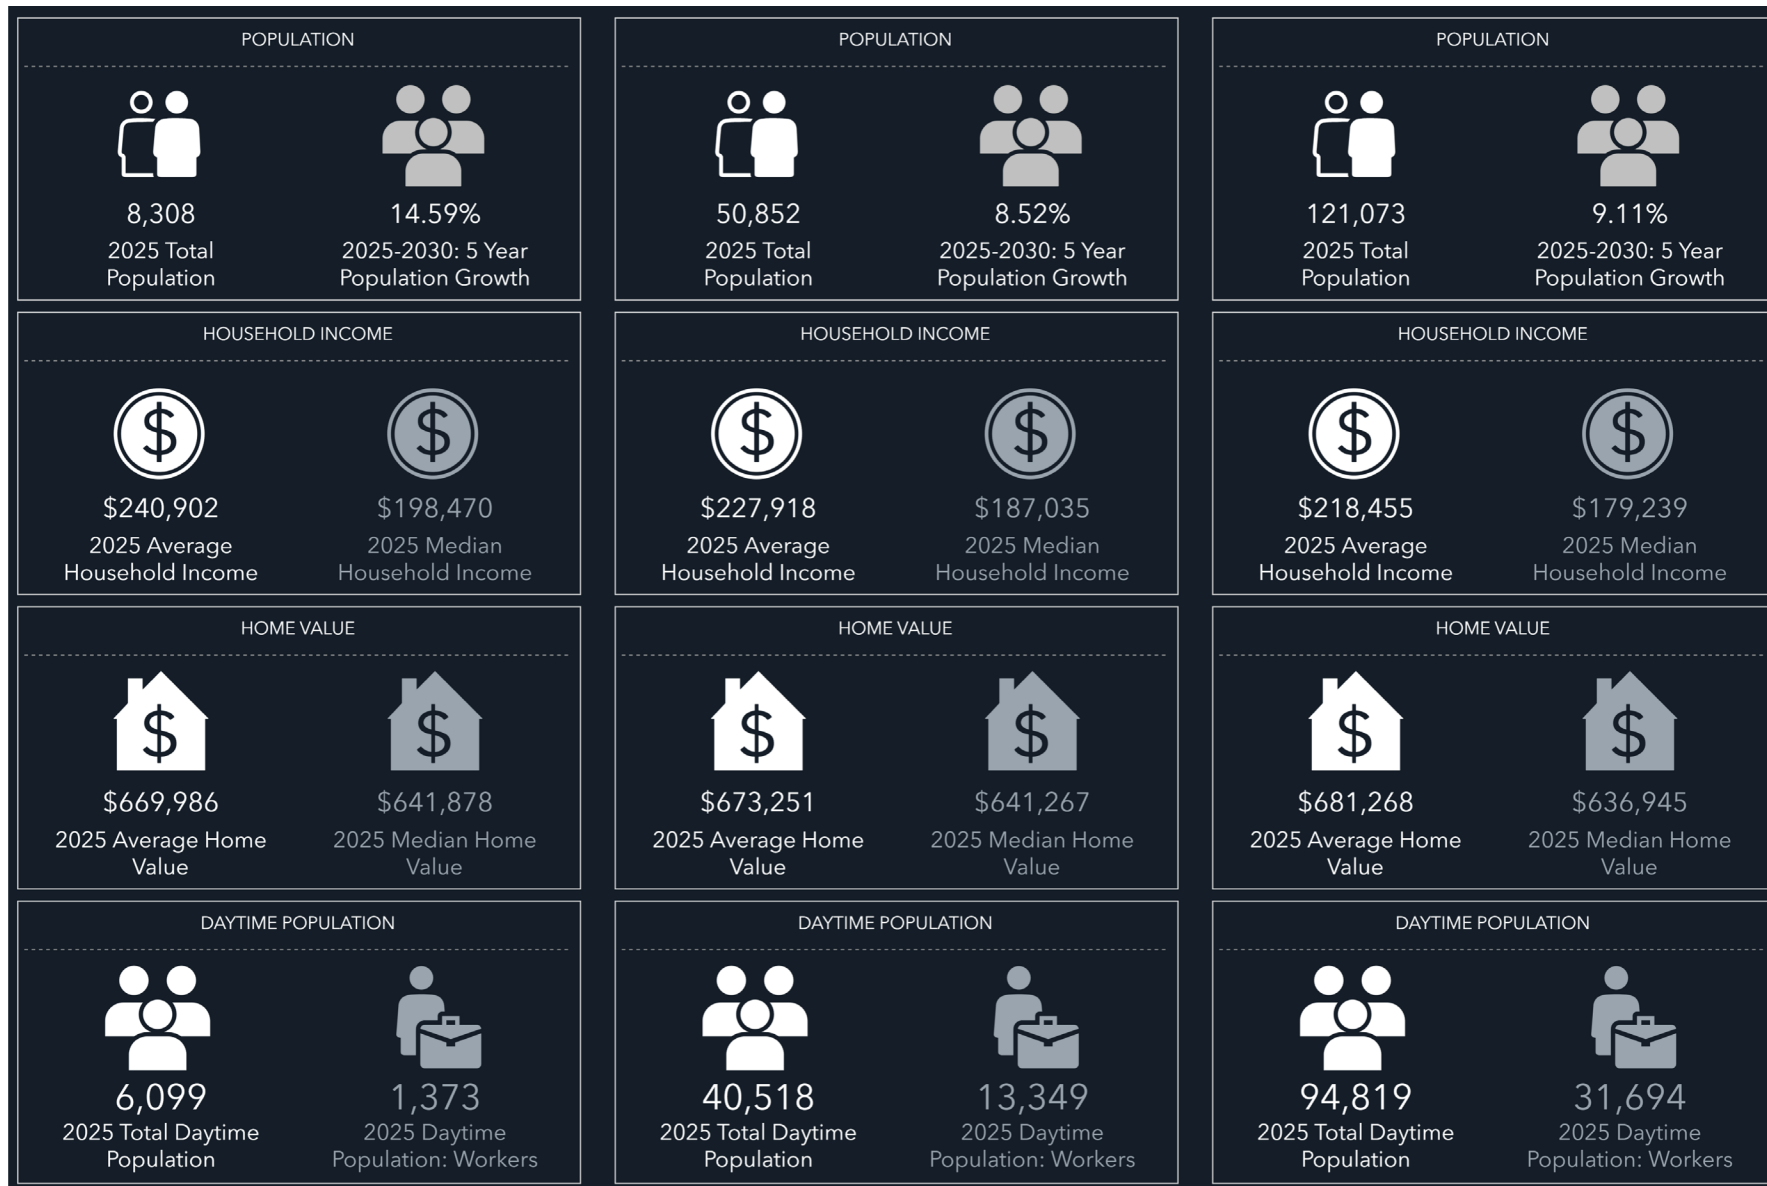 POPULATION
8,308
2025 Total
Population
14.59%
2025-2030: 5 Year
Population Growth
POPULATION
50,852
2025 Total
Population
8.52%
2025-2030: 5 Year
Population Growth
POPULATION
121,073
2025 Total
Population
9.11%
2025-2030: 5 Year
Population Growth
HOUSEHOLD INCOME
$
$240,902
2025 Average
Household Income
$
$198,470
2025 Median
Household Income
HOUSEHOLD INCOME
$
$227,918
2025 Average
Household Income
$
$187,035
2025 Median
Household Income
HOUSEHOLD INCOME
$
$218,455
2025 Average
Household Income
$
$179,239
2025 Median
Household Income
HOME VALUE
$
$669,986
2025 Average Home
Value
$
$641,878
2025 Median Home
Value
HOME VALUE
$
$673,251
2025 Average Home
Value
$
$641,267
2025 Median Home
Value
HOME VALUE
$
$681,268
2025 Average Home
Value
$
$636,945
2025 Median Home
Value
DAYTIME POPULATION
6,099
2025 Total Daytime
Population
1,373
2025 Daytime
Population: Workers
DAYTIME POPULATION
40,518
2025 Total Daytime
Population
13,349
2025 Daytime
Population: Workers
DAYTIME POPULATION
94,819
2025 Total Daytime
Population
31,694
2025 Daytime
Population: Workers